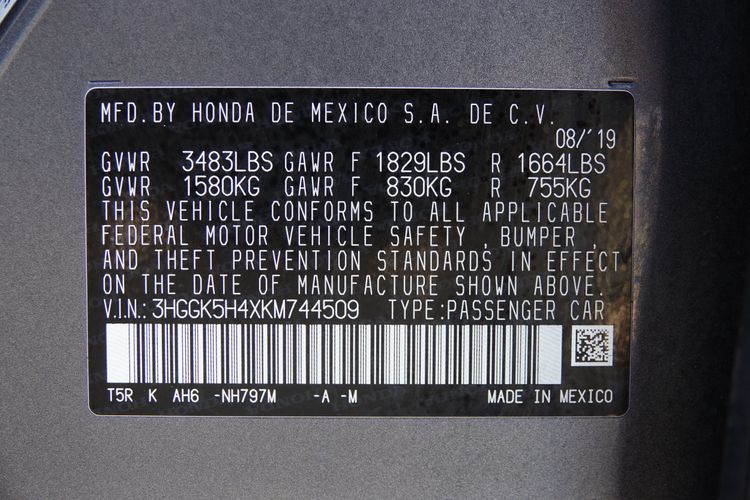 MFD.BY HONDA DE MEXICO S.A. DE C.V.
08/'19
GVWR 3483LBS GAWR F 1829LBS R 1664LBS
GVWR 1580KG GAWR F 830KG R 755KG
THIS VEHICLE CONFORMS TO ALL APPLICABLE
FEDERAL MOTOR VEHICLE SAFETY , BUMPER ,
AND THEFT PREVENTION STANDARDS IN EFFECT
ON THE DATE OF MANUFACTURE SHOWN ABOVE.
V.I.N.: 3HGGK5H4XKM744509 TYPE:PASSENGER CAR
T5R K AH6 -NH797M -A -M MADE IN MEXICO